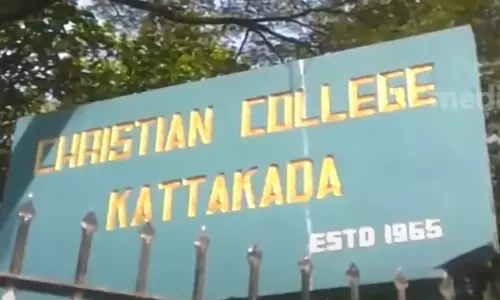 CHRISTIAN COLLEGE
KATTAKADA
ESTD 1965